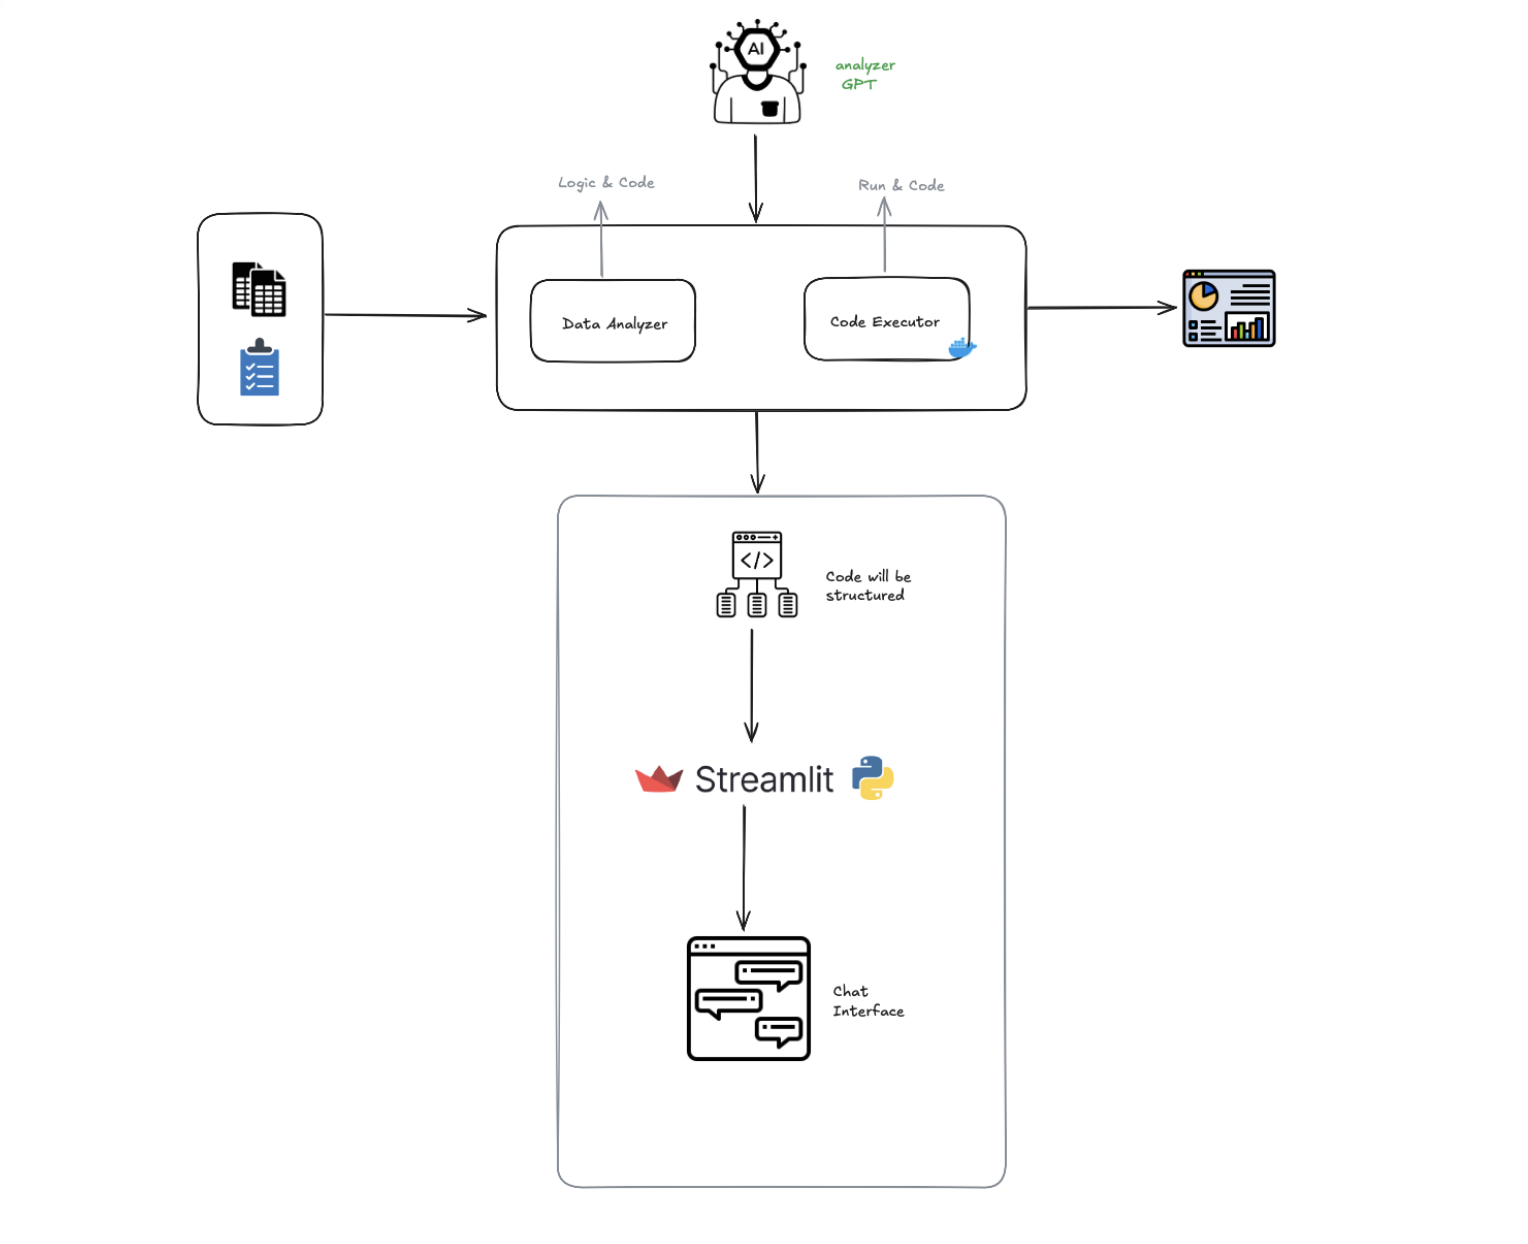 AI
analyzer
GPT
Logic & Code
Run & Code
Data Analyzer
Code Executor
</>
Code will be
structured
Streamlit
Chat
Interface